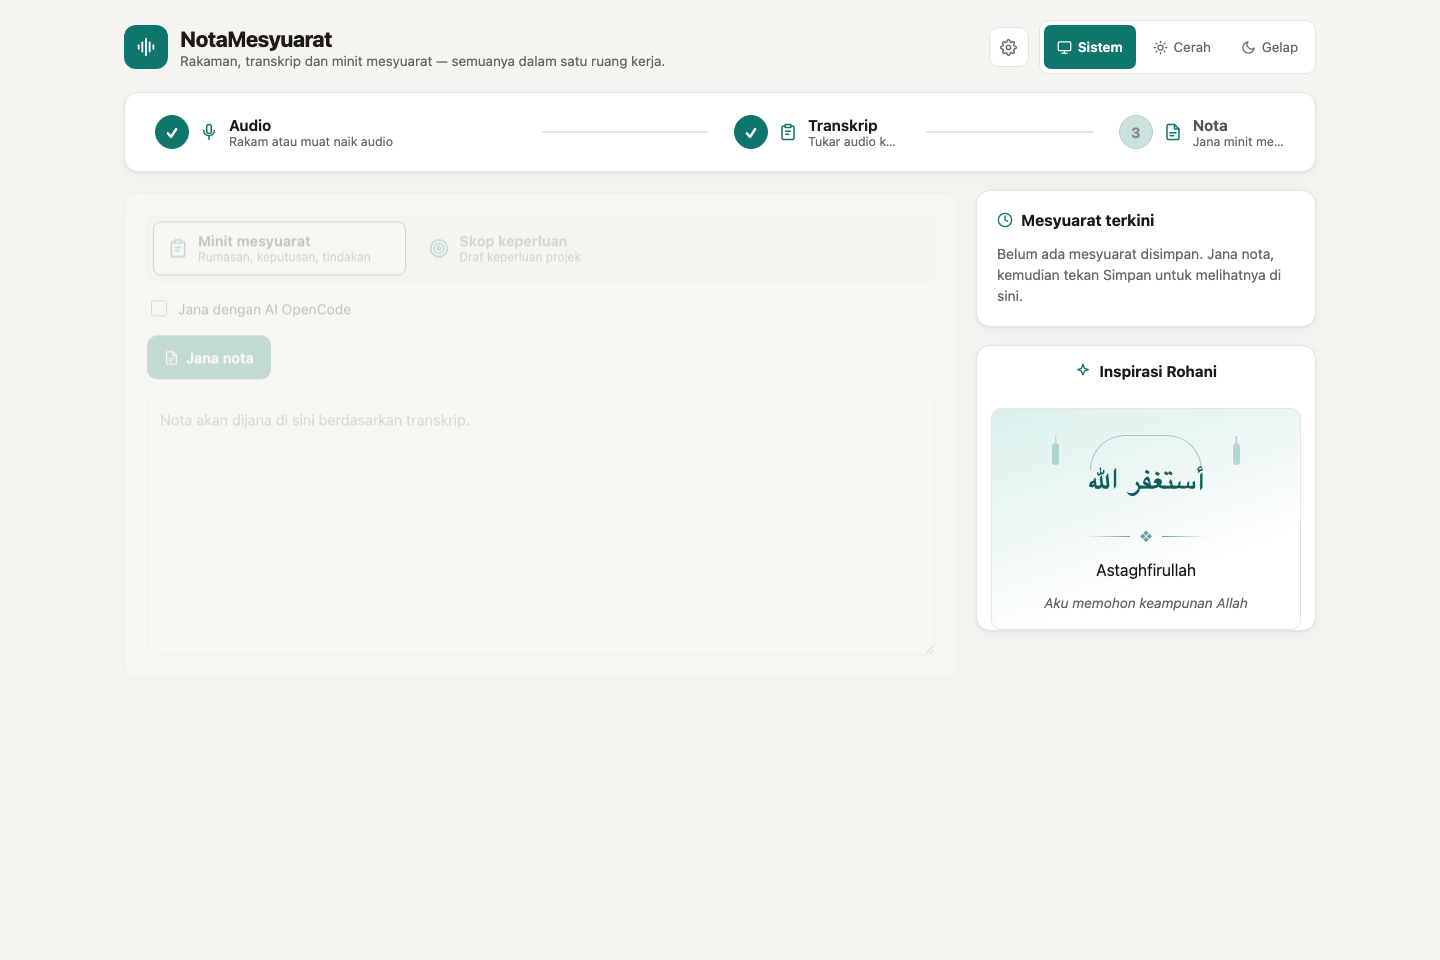 NotaMesyuarat
Rakaman, transkrip dan minit mesyuarat — semuanya dalam satu ruang kerja.
Sistem
Cerah
Gelap
Audio
Rakam atau muat naik audio
Transkrip
Tukar audio k...
3
Nota
Jana minit me...
Minit mesyuarat
Rumusan, keputusan, tindakan
Skop keperluan
Draf keperluan projek
Jana dengan AI OpenCode
Jana nota
Nota akan dijana di sini berdasarkan transkrip.
Mesyuarat terkini
Belum ada mesyuarat disimpan. Jana nota,
kemudian tekan Simpan untuk melihatnya di
sini.
Inspirasi Rohani
أستغفر الله
Astaghfirullah
Aku memohon keampunan Allah